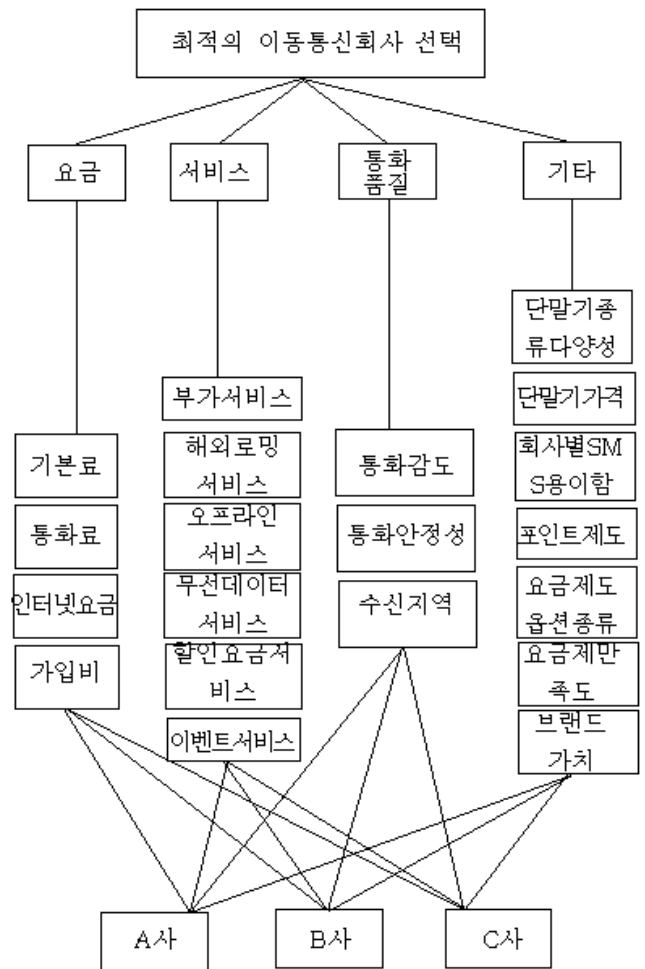 최적의 이동통신회사 선택
요금
서비스
통화
품질
기타
단말기종
류다양성
부가서비스
단말기가격
기본료
해외로밍
서비스
통화감도
회사별SM
S용이함
통화료
오프라인
서비스
통화안정성
포인트제도
인터넷요금
무선데이터
서비스
수신지역
요금제도
옵션종류
가입비
할인요금서
비스
요금제만
족도
이벤트서비스
브랜드
가치
A사
B사
C사